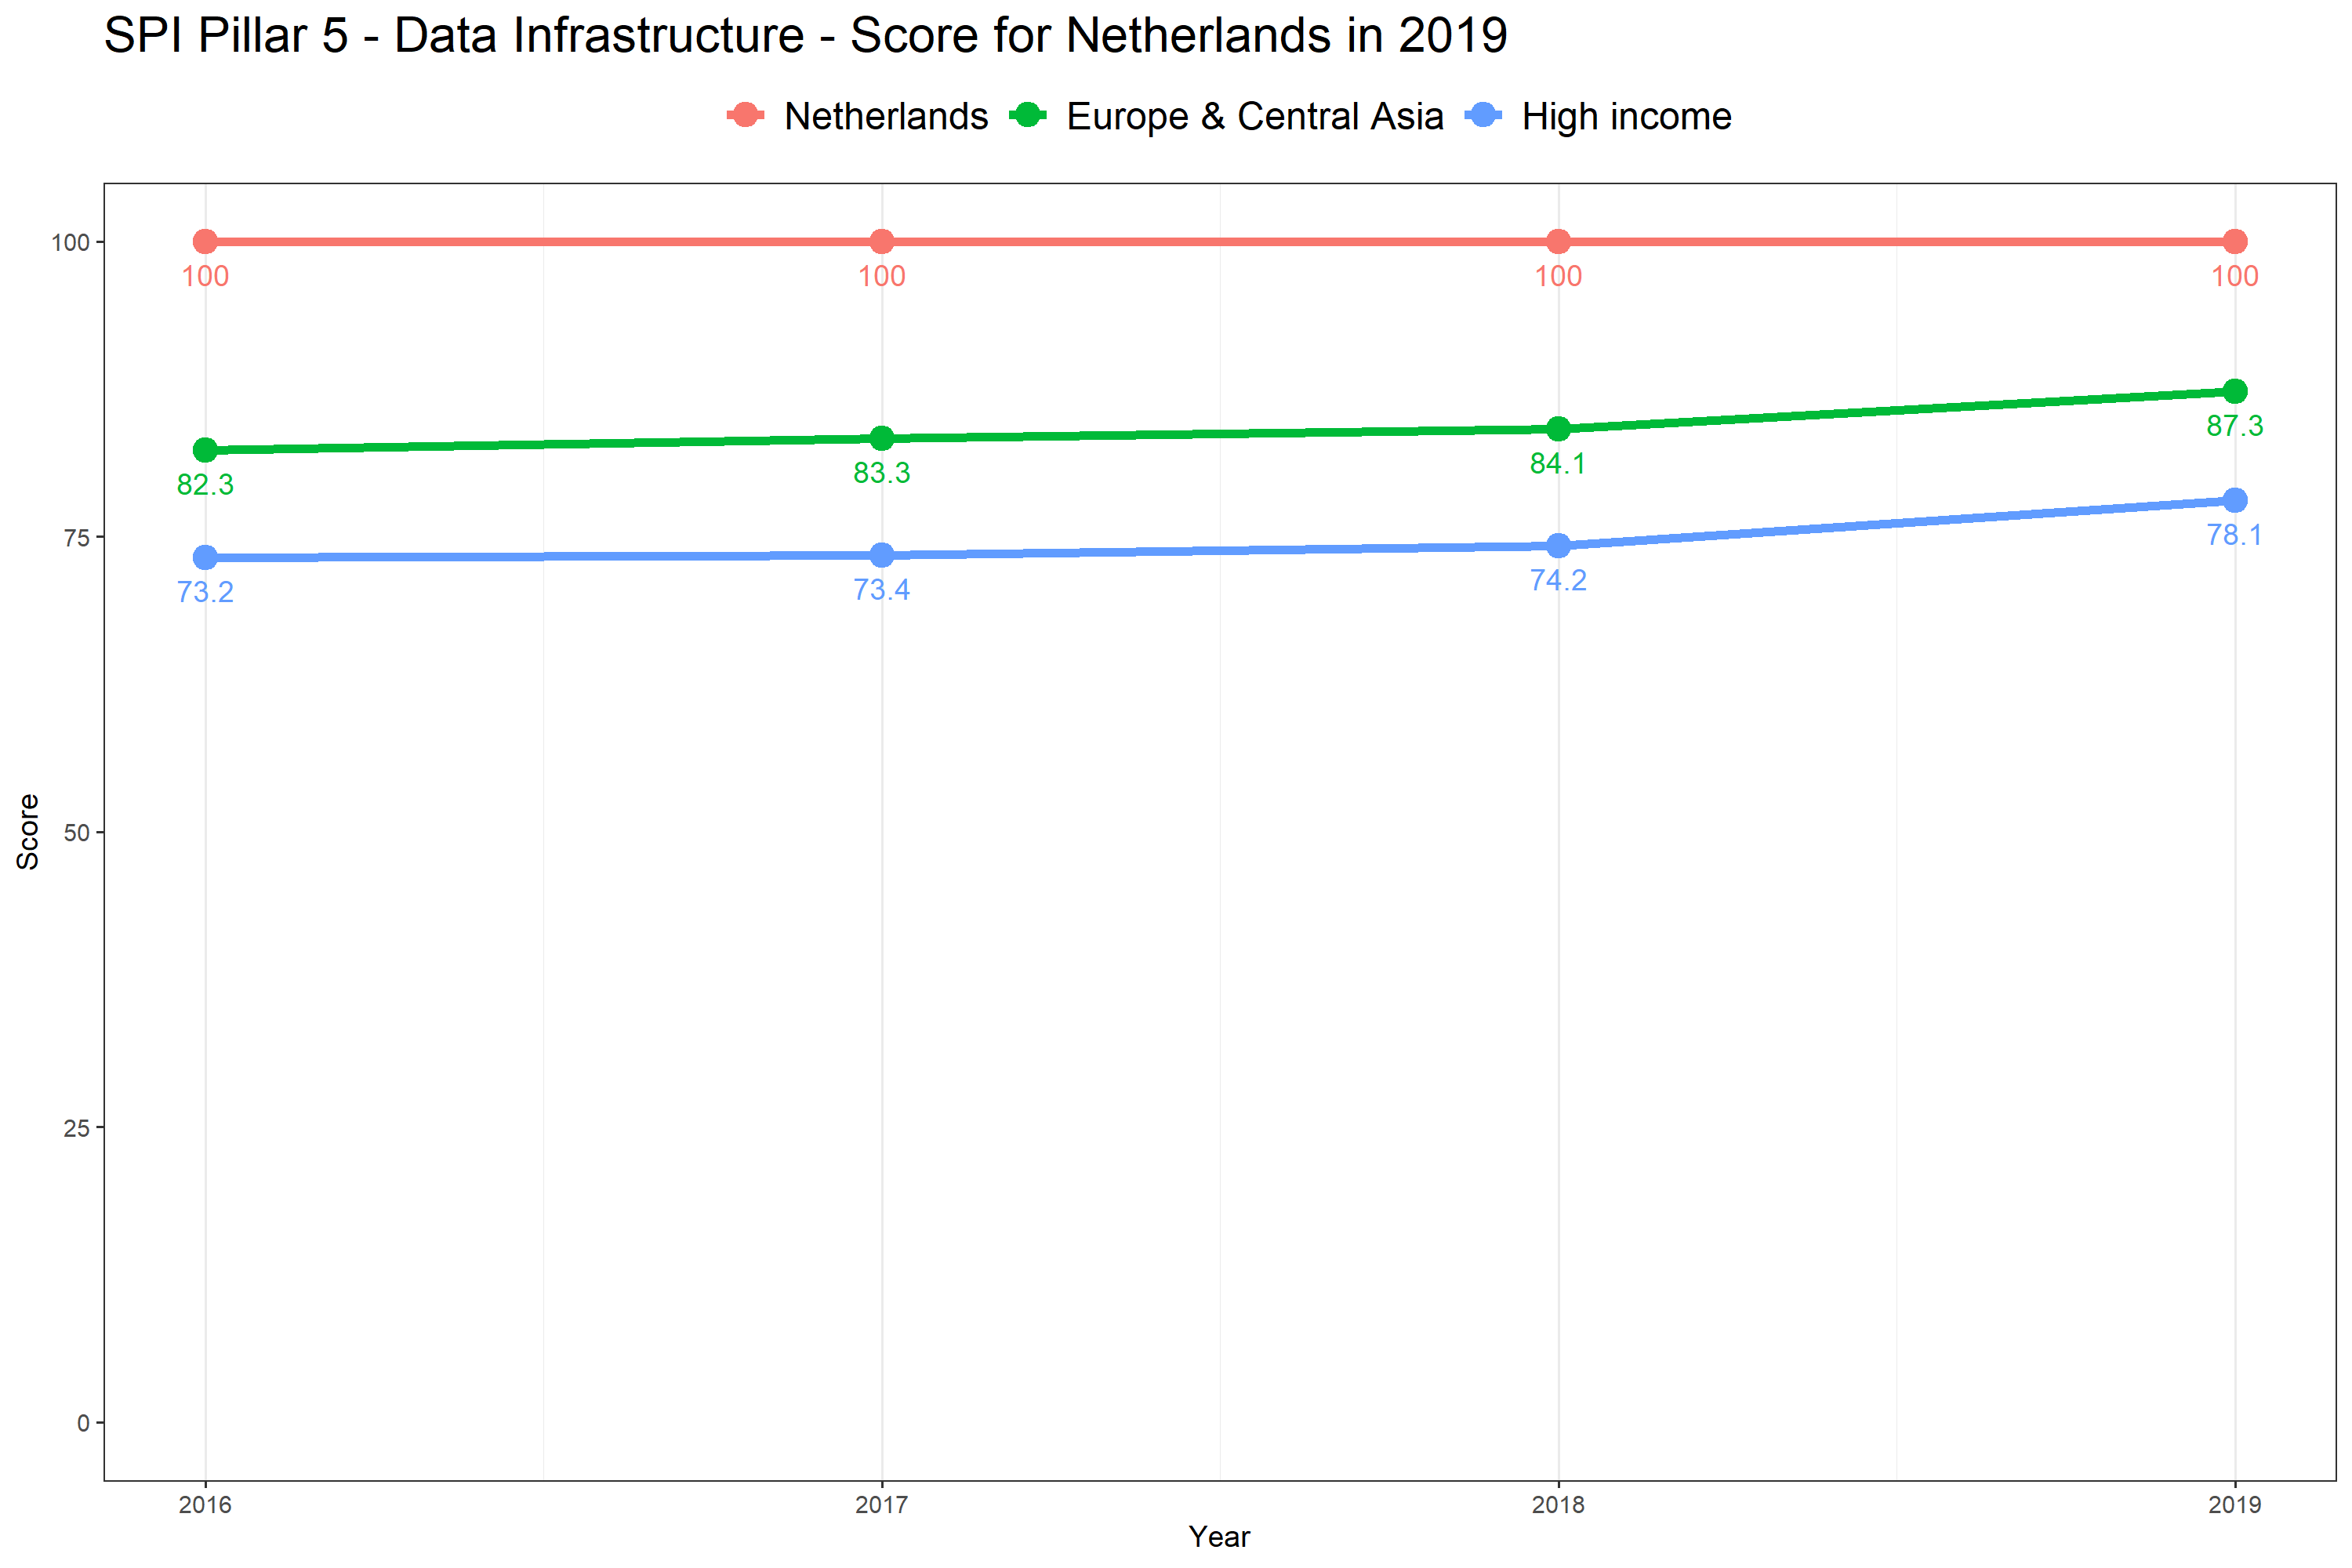 SPI Pillar 5 - Data Infrastructure - Score for Netherlands in 2019
Netherlands Europe & Central Asia High income
100
100 100 100 100
87.3
84.1
83.3
82.3
78.1
75
74.2
73.4
73.2
50
Score
25
0
2016 2017 2018 2019
Year